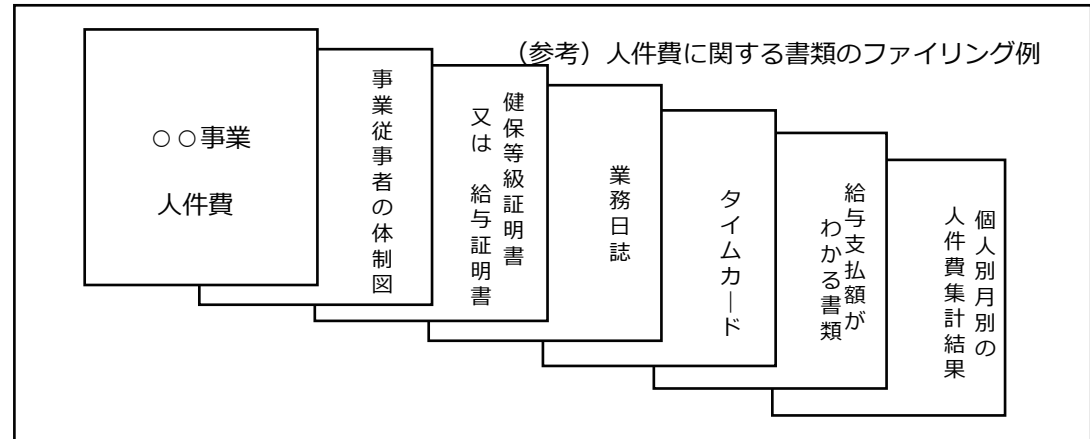 (参考)人件費に関する書類のファイリング例
○○事業
人件費
事業従事者の体制図
健保等級証明書
又は 給与証明書
業務日誌
タイムカード
給与支払額が
わかる書類
個人別月別の
人件費集計結果